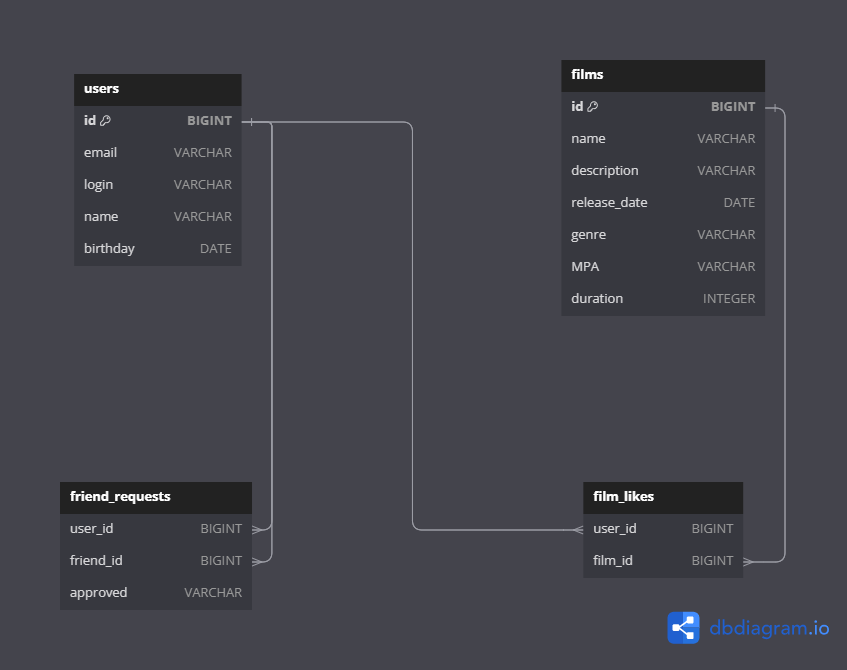 users
id BIGINT
email VARCHAR
login VARCHAR
name VARCHAR
birthday DATE
films
id BIGINT
name VARCHAR
description VARCHAR
release_date DATE
genre VARCHAR
MPA VARCHAR
duration INTEGER
friend_requests
user_id BIGINT
friend_id BIGINT
approved VARCHAR
film_likes
user_id BIGINT
film_id BIGINT
dbdiagram.io